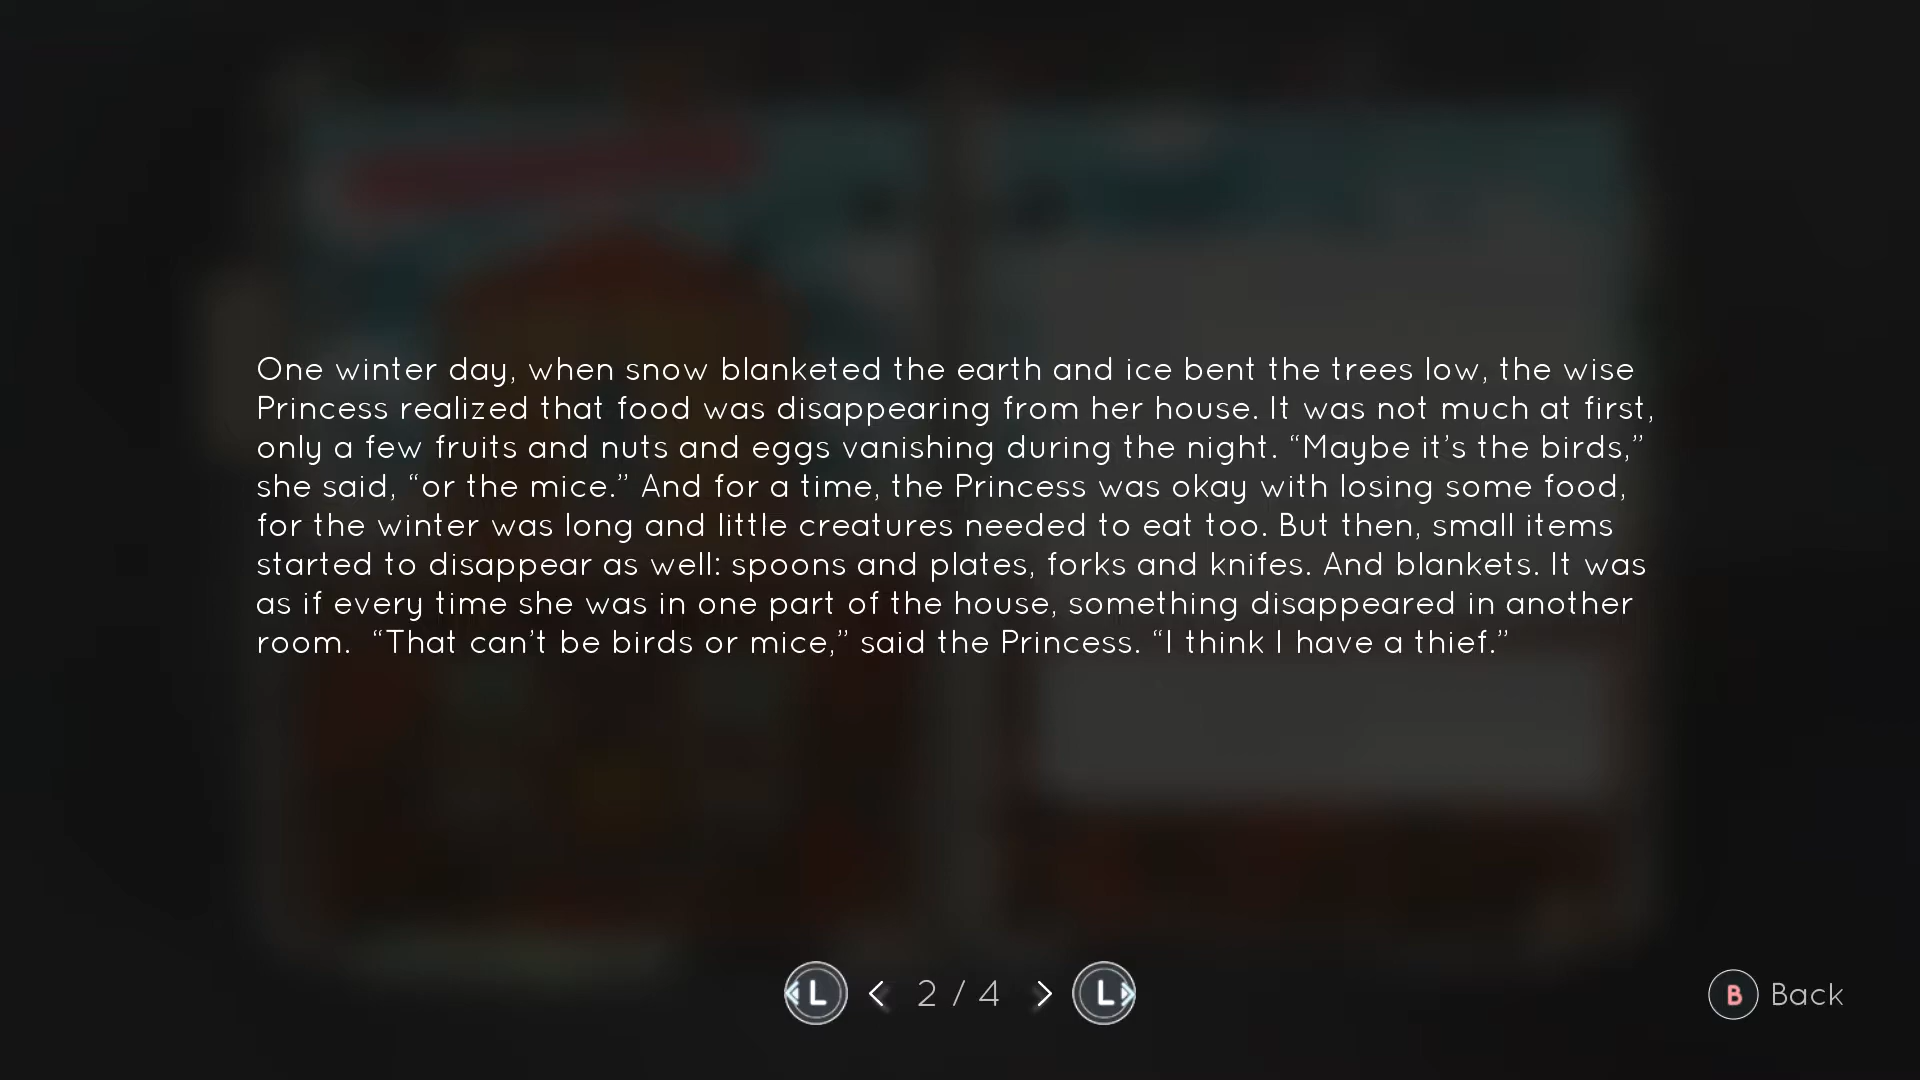 One winter day, when snow blanketed the earth and ice bent the trees low, the wise
Princess realized that food was disappearing from her house. It was not much at first,
only a few fruits and nuts and eggs vanishing during the night. “Maybe it’s the birds,”
she said, “or the mice.” And for a time, the Princess was okay with losing some food,
for the winter was long and little creatures needed to eat too. But then, small items
started to disappear as well: spoons and plates, forks and knifes. And blankets. It was
as if every time she was in one part of the house, something disappeared in another
room.  “That can’t be birds or mice,” said the Princess. “I think I have a thief.”
L < 2 / 4 > L
B Back